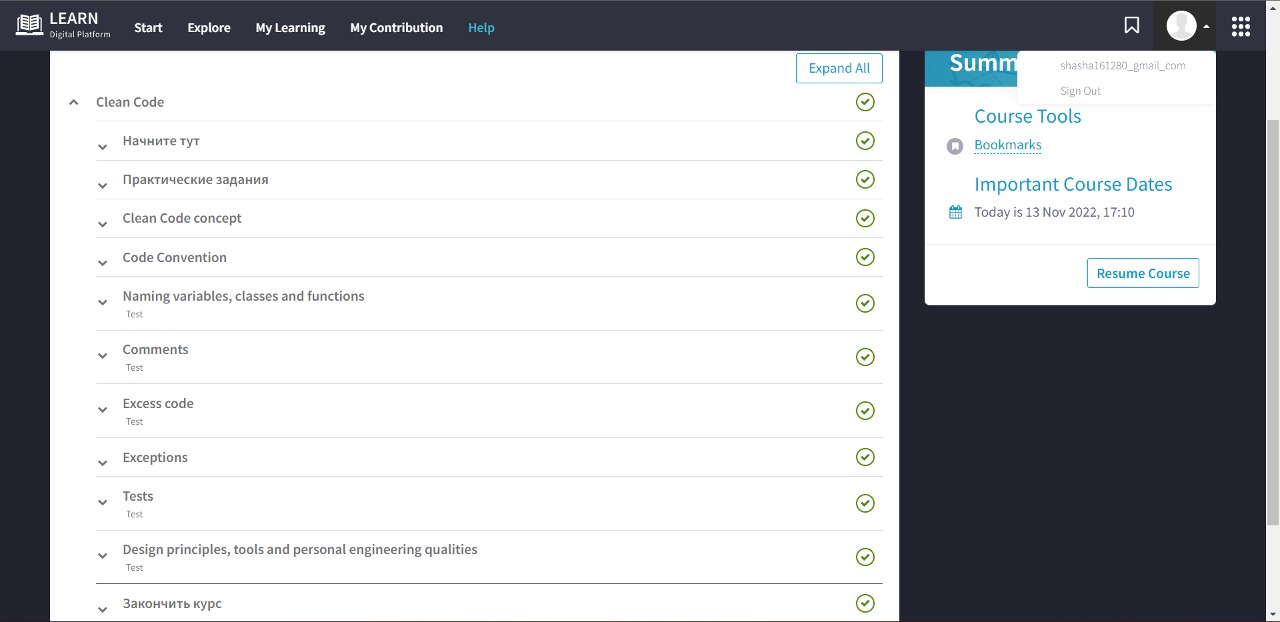 LEARN
Digital Platform
Start
Explore
My Learning
My Contribution
Help
Expand All
Clean Code
Начните тут
Практические задания
Clean Code concept
Code Convention
Naming variables, classes and functions
Test
Comments
Test
Excess code
Test
Exceptions
Tests
Test
Design principles, tools and personal engineering qualities
Test
Закончить курс
Summ
shasha161280_gmail_com
Sign Out
Course Tools
Bookmarks
Important Course Dates
Today is 13 Nov 2022, 17:10
Resume Course